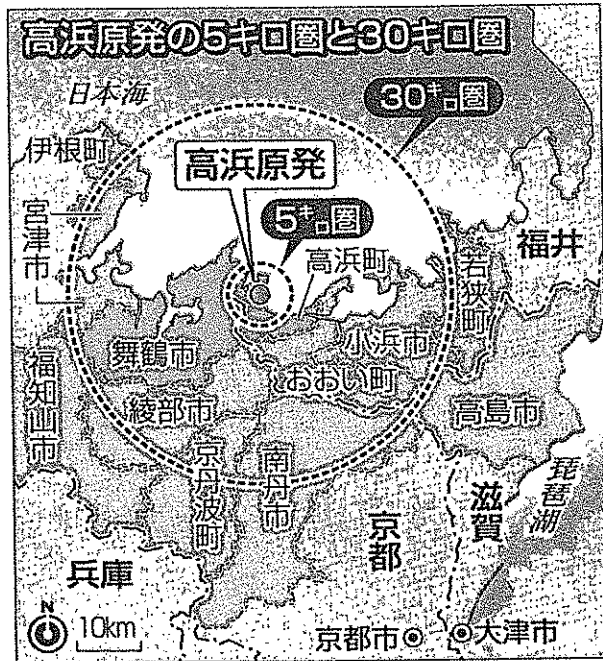 高浜原発の5キロ圏と30キロ圏
日本海
30キロ圏
伊根町
高浜原発
宮津市
5キロ圏
福井
高浜町
若狭町
舞鶴市
小浜市
おおい町
福知山市
綾部市
高島市
京丹波町
南丹市
琵琶湖
滋賀
京都
兵庫
N
10km
京都市
大津市